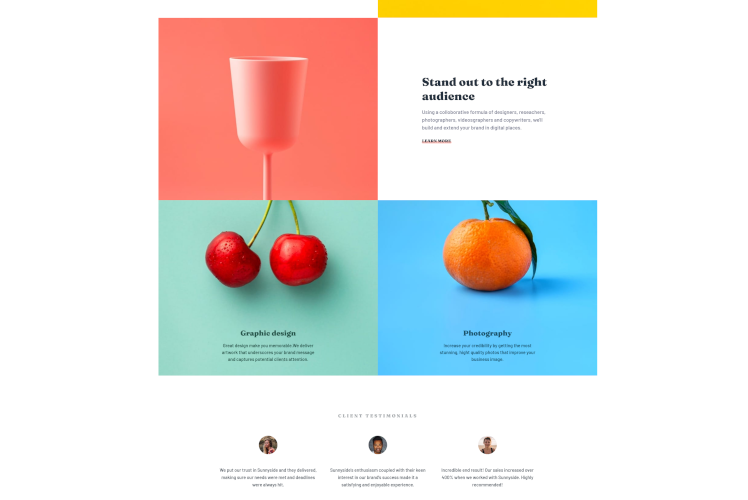 Stand out to the right
audience
Using a collaborative formula of designers, researchers,
photographers, videographers and copywriters, we'll
build and extend your brand in digital places.
LEARN MORE
Graphic design
Great design make you memorable.We deliver
artwork that underscores your brand message
and captures potential clients attention.
Photography
Increase your credibility by getting the most
stunning, hight quality photos that improve your
business image.
CLIENT TESTIMONIALS
We put our trust in Sunnyside and they delivered,
making sure our needs were met and deadlines
were always hit.
Sunnyside's enthusiasm coupled with their keen
interest in our brand's success made it a
satisfying and enjoyable experience.
Incredible end result! Our sales increased over
400% when we worked with Sunnyside. Highly
recommended!